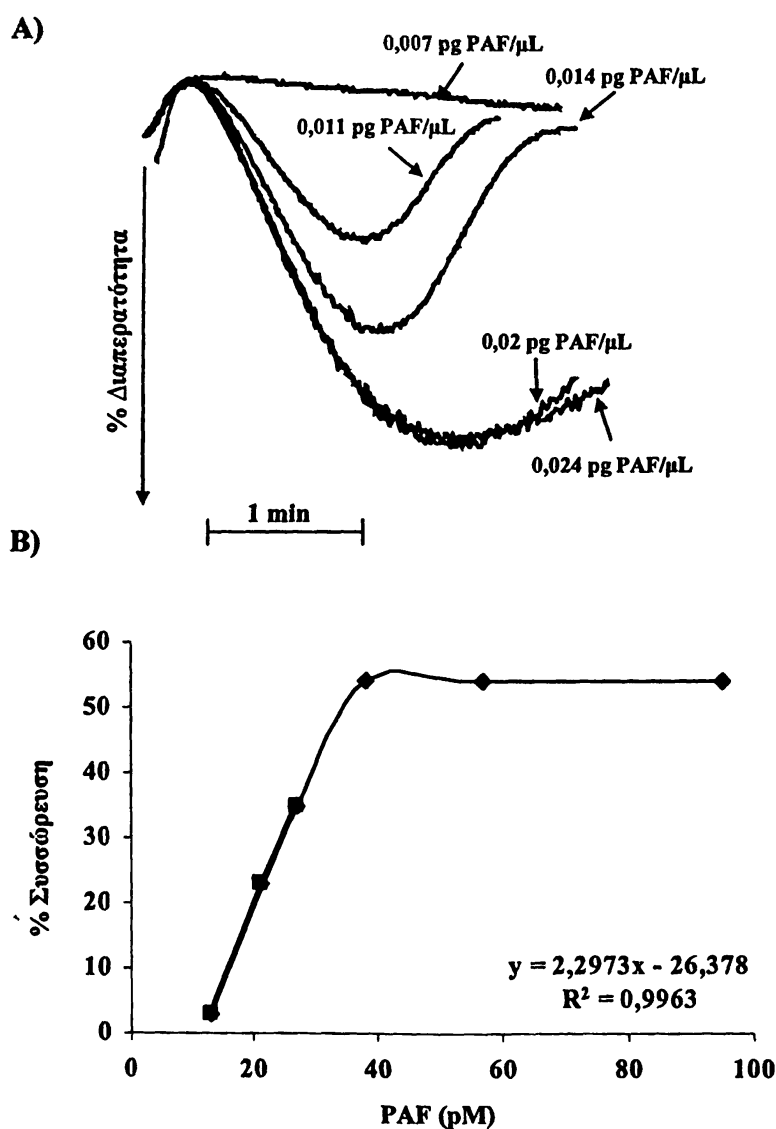 A)
0,007 pg PAF/μL
0,014 pg PAF/μL
0,011 pg PAF/μL
% Διαπερατότητα
0,02 pg PAF/μL
0,024 pg PAF/μL
1 min
B)
60
50
40
30
20
10
0
% Συσσώρευση
y = 2,2973x - 26,378
R² = 0,9963
0 20 40 60 80 100
PAF (pM)